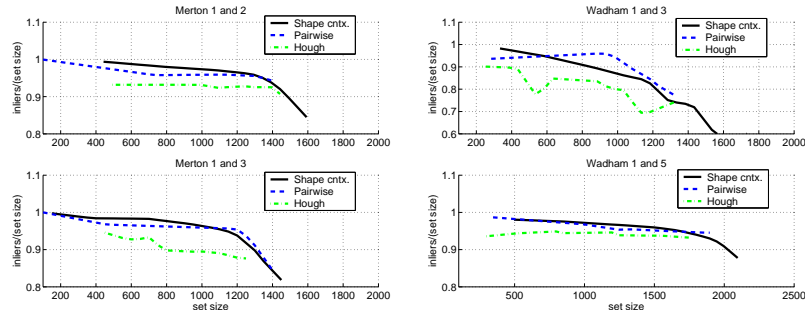 Merton 1 and 2
1.1
1
0.9
0.8
inliers/(set size)
Shape cntx.
Pairwise
Hough
200 400 600 800 1000 1200 1400 1600 1800 2000
Wadham 1 and 3
1.1
1
0.9
0.8
0.7
0.6
inliers/(set size)
Shape cntx.
Pairwise
Hough
200 400 600 800 1000 1200 1400 1600 1800 2000
Merton 1 and 3
1.1
1
0.9
0.8
inliers/(set size)
Shape cntx.
Pairwise
Hough
200 400 600 800 1000 1200 1400 1600 1800 2000
set size
Wadham 1 and 5
1.1
1
0.9
0.8
inliers/(set size)
Shape cntx.
Pairwise
Hough
500 1000 1500 2000 2500
set size